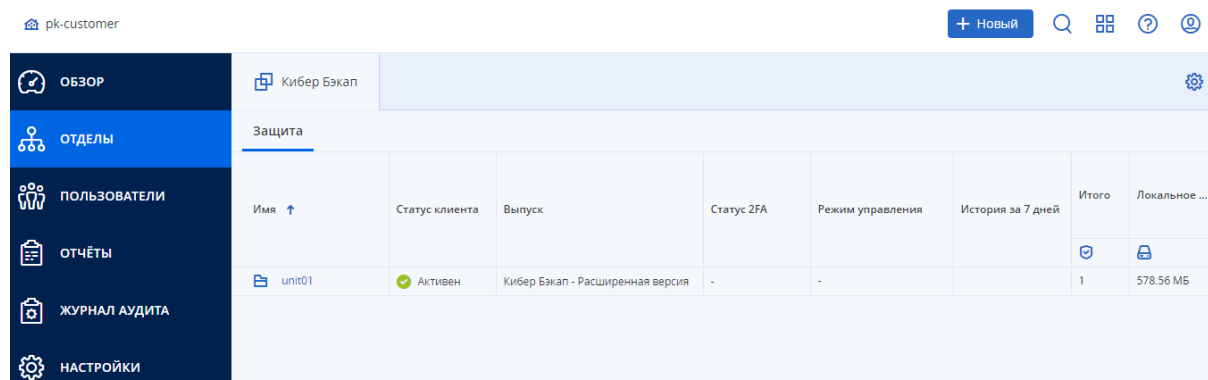 pk-customer
+ Новый
ОБЗОР
ОТДЕЛЫ
ПОЛЬЗОВАТЕЛИ
ОТЧЁТЫ
ЖУРНАЛ АУДИТА
НАСТРОЙКИ
Кибер Бэкап
Защита
Имя ↑ Статус клиента Выпуск Статус 2FA Режим управления История за 7 дней Итого Локальное ...
unit01 Активен Кибер Бэкап - Расширенная версия - - 1 578.56 МБ